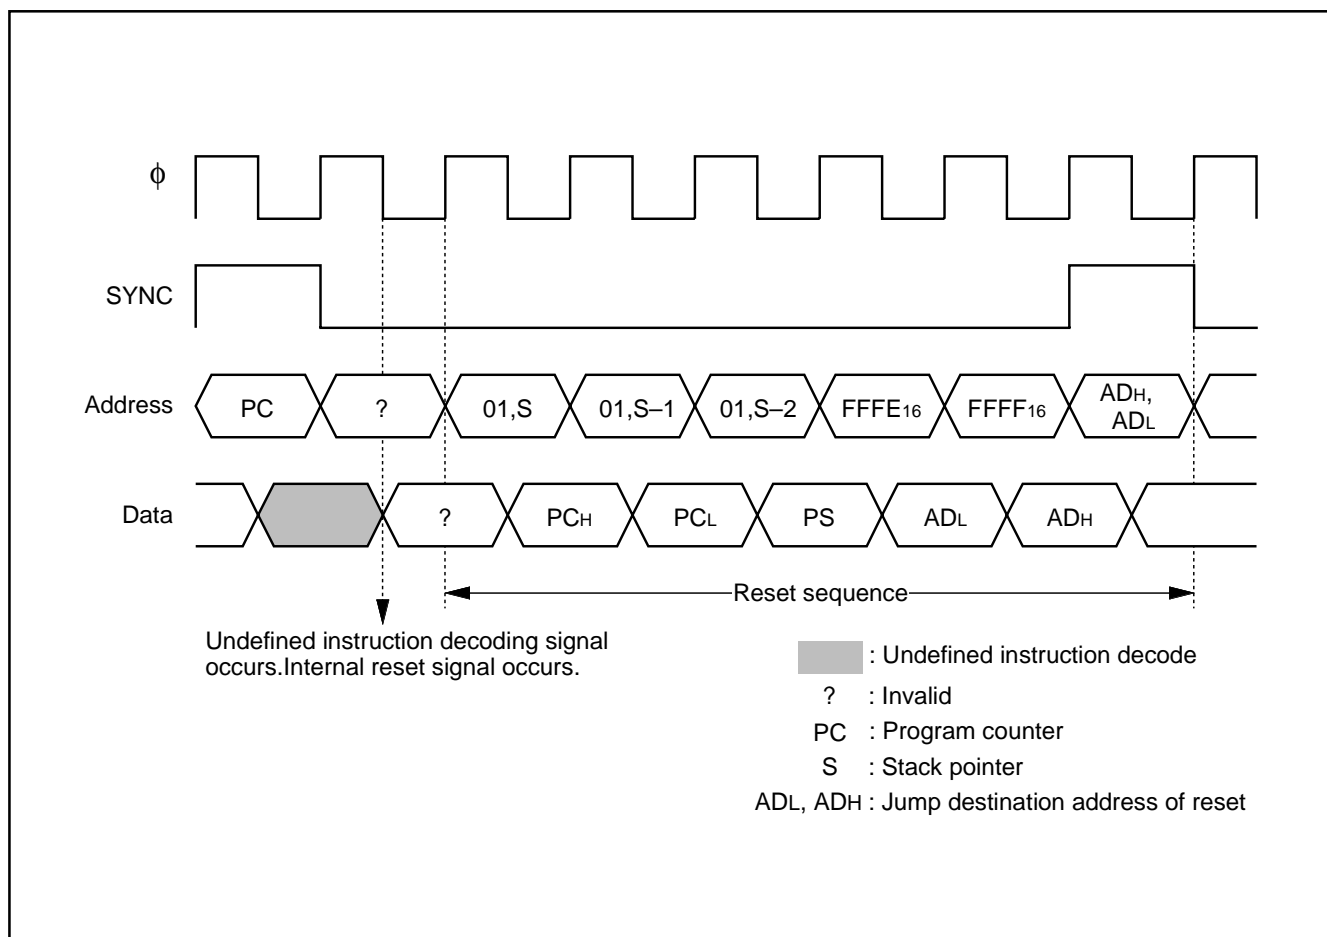 ϕ
SYNC
Address PC ? 01,S 01,S–1 01,S–2 FFFE16 FFFF16 ADH, ADL
Data ? PCH PCL PS ADL ADH
Reset sequence
Undefined instruction decoding signal
occurs.Internal reset signal occurs.
: Undefined instruction decode
? : Invalid
PC : Program counter
S : Stack pointer
ADL, ADH : Jump destination address of reset